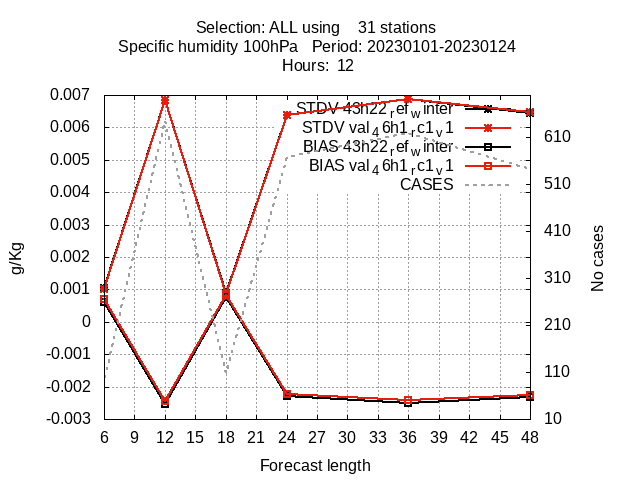 Selection: ALL using 31 stations
Specific humidity 100hPa Period: 20230101-20230124
Hours: 12
0.007
0.006
0.005
0.004
0.003
0.002
0.001
0
-0.001
-0.002
-0.003
g/Kg
STDV 43h22_ref_winter
STDV val_46h1_rc1_v1
BIAS 43h22_ref_winter
BIAS val_46h1_rc1_v1
CASES
610
510
410
310
210
110
10
No cases
6 9 12 15 18 21 24 27 30 33 36 39 42 45 48
Forecast length